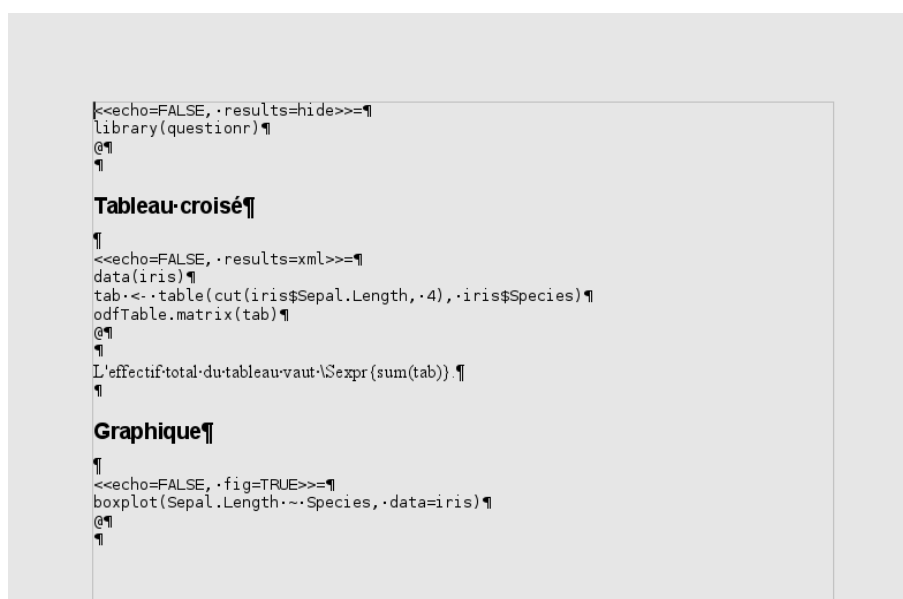 <<echo=FALSE,·results=hide>>=¶
library(questionr)¶
@¶
¶
Tableau·croisé¶
¶
<<echo=FALSE,·results=xml>>=¶
data(iris)¶
tab·<-·table(cut(iris$Sepal.Length,·4),·iris$Species)¶
odfTable.matrix(tab)¶
@¶
¶
L'effectif·total·du·tableau·vaut·\Sexpr{sum(tab)}.¶
¶
Graphique¶
¶
<<echo=FALSE,·fig=TRUE>>=¶
boxplot(Sepal.Length·~·Species,·data=iris)¶
@¶
¶